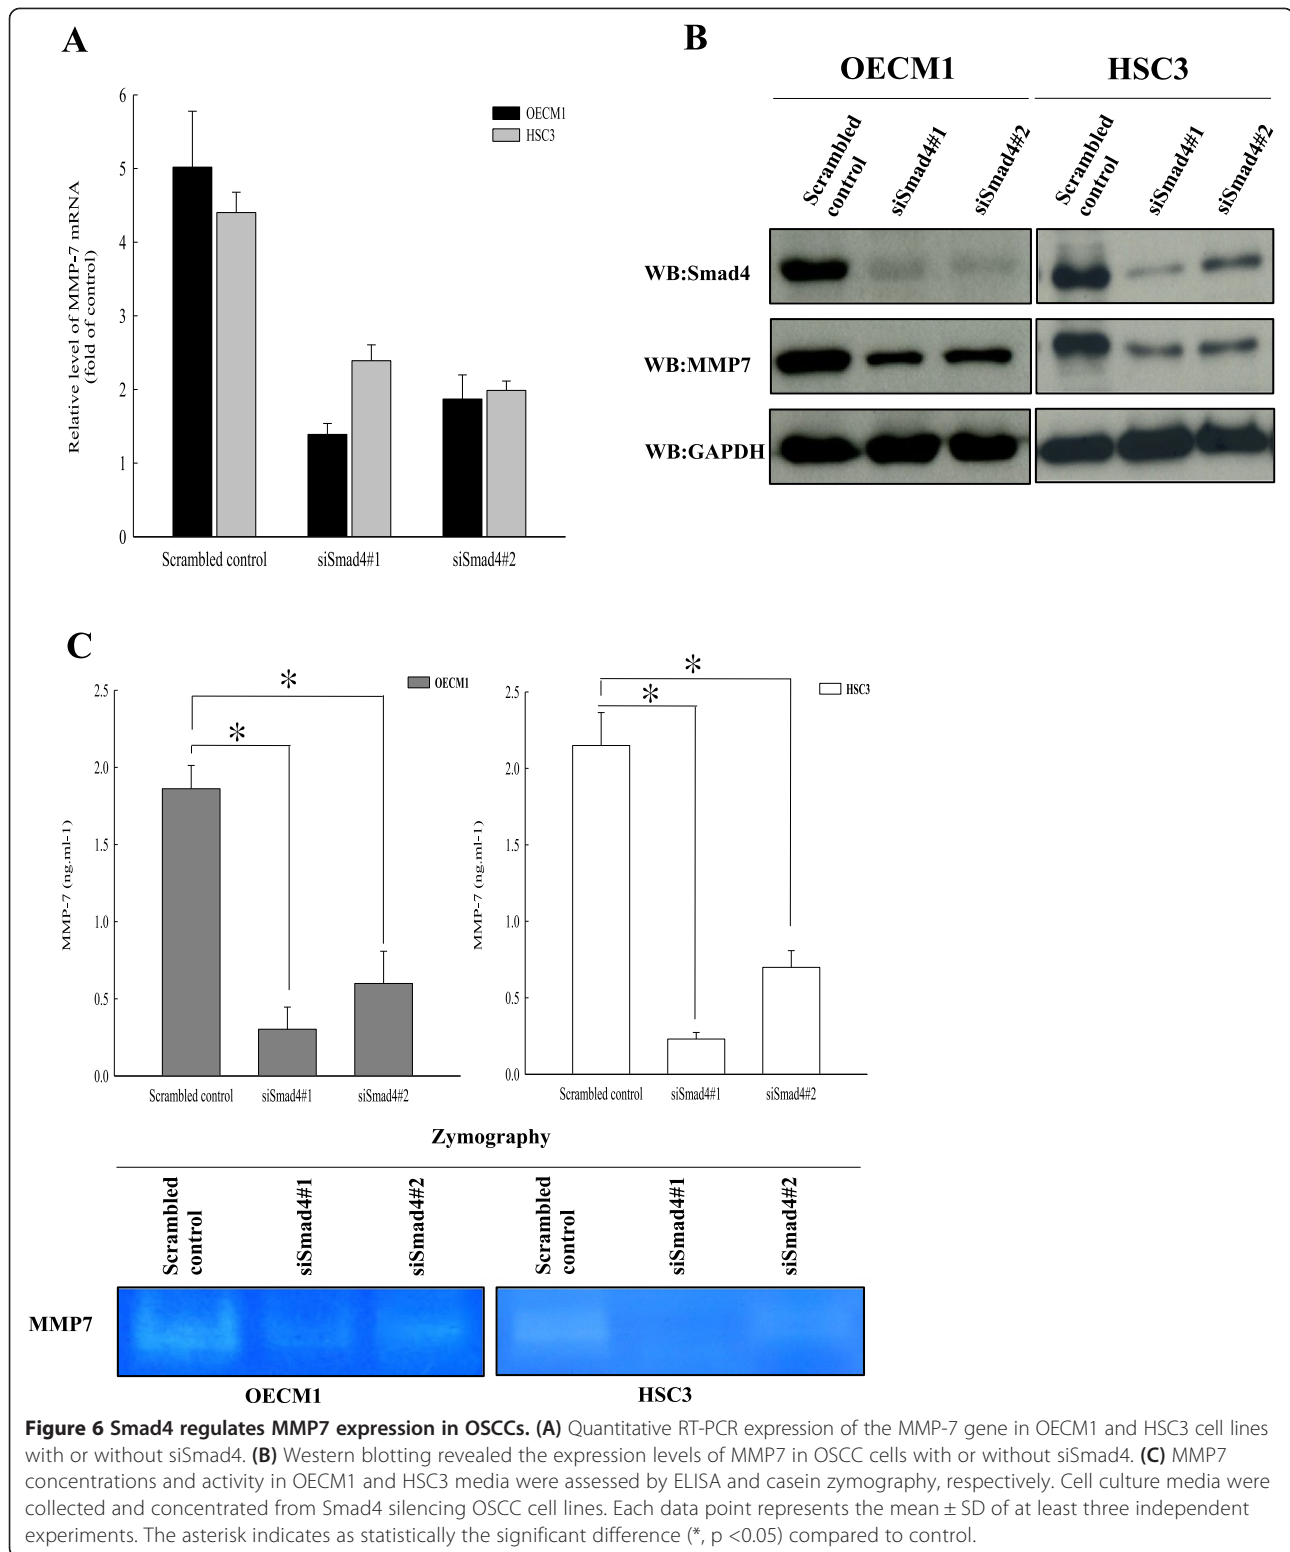 A
Relative level of MMP-7 mRNA
(fold of control)
6
5
4
3
2
1
0
OECM1
HSC3
Scrambled control
siSmad4#1
siSmad4#2
B
OECM1
HSC3
Scrambled
control
siSmad4#1
siSmad4#2
Scrambled
control
siSmad4#1
siSmad4#2
WB:Smad4
WB:MMP7
WB:GAPDH
C
MMP-7 (ng.ml-1)
2.5
2.0
1.5
1.0
0.5
0.0
*
*
OECM1
Scrambled control
siSmad4#1
siSmad4#2
MMP-7 (ng.ml-1)
2.5
2.0
1.5
1.0
0.5
0.0
*
*
HSC3
Scrambled control
siSmad4#1
siSmad4#2
Zymography
Scrambled
control
siSmad4#1
siSmad4#2
Scrambled
control
siSmad4#1
siSmad4#2
MMP7
OECM1
HSC3
Figure 6 Smad4 regulates MMP7 expression in OSCCs. (A) Quantitative RT-PCR expression of the MMP-7 gene in OECM1 and HSC3 cell lines
with or without siSmad4. (B) Western blotting revealed the expression levels of MMP7 in OSCC cells with or without siSmad4. (C) MMP7
concentrations and activity in OECM1 and HSC3 media were assessed by ELISA and casein zymography, respectively. Cell culture media were
collected and concentrated from Smad4 silencing OSCC cell lines. Each data point represents the mean ± SD of at least three independent
experiments. The asterisk indicates as statistically the significant difference (*, p <0.05) compared to control.